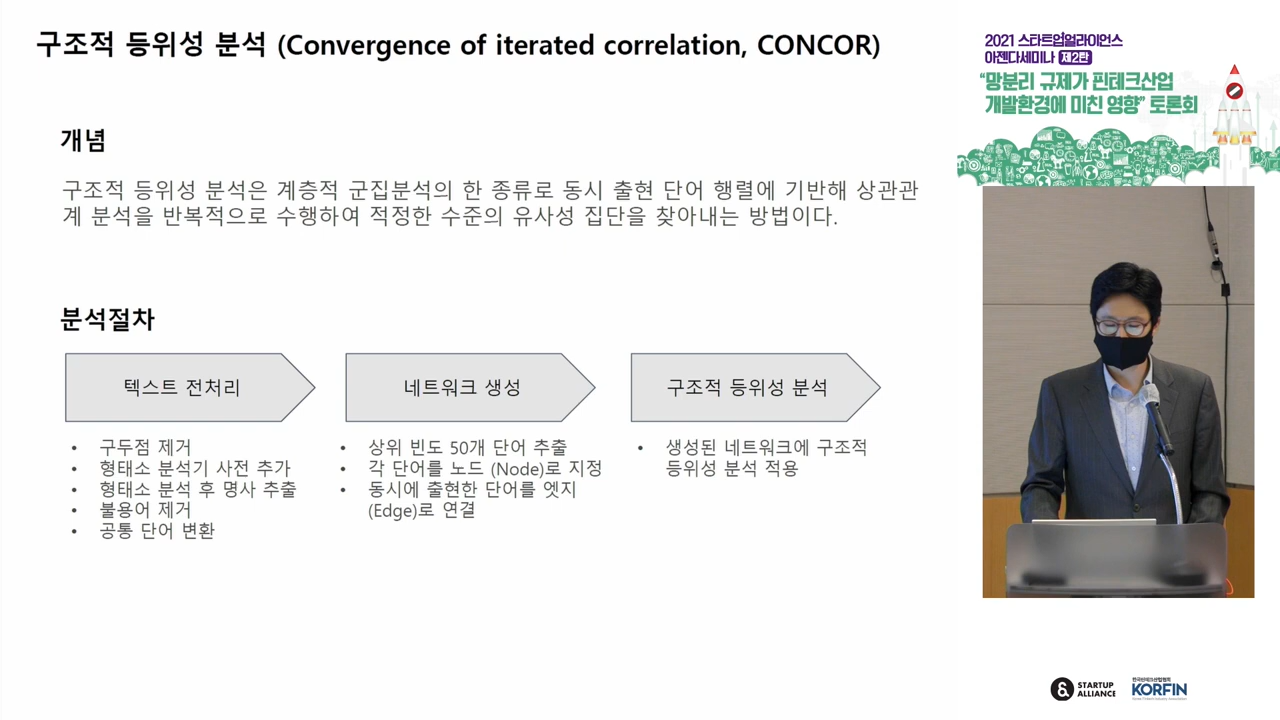 구조적 등위성 분석 (Convergence of iterated correlation, CONCOR)
개념
구조적 등위성 분석은 계층적 군집분석의 한 종류로 동시 출현 단어 행렬에 기반해 상관관
계 분석을 반복적으로 수행하여 적정한 수준의 유사성 집단을 찾아내는 방법이다.
분석절차
텍스트 전처리
• 구두점 제거
• 형태소 분석기 사전 추가
• 형태소 분석 후 명사 추출
• 불용어 제거
• 공통 단어 변환
네트워크 생성
• 상위 빈도 50개 단어 추출
• 각 단어를 노드 (Node)로 지정
• 동시에 출현한 단어를 엣지
(Edge)로 연결
구조적 등위성 분석
• 생성된 네트워크에 구조적
등위성 분석 적용
2021 스타트업얼라이언스
아젠다세미나 제2탄
“망분리 규제가 핀테크산업
개발환경에 미친 영향” 토론회
&
STARTUP
ALLIANCE
한국핀테크산업협회
KORFIN